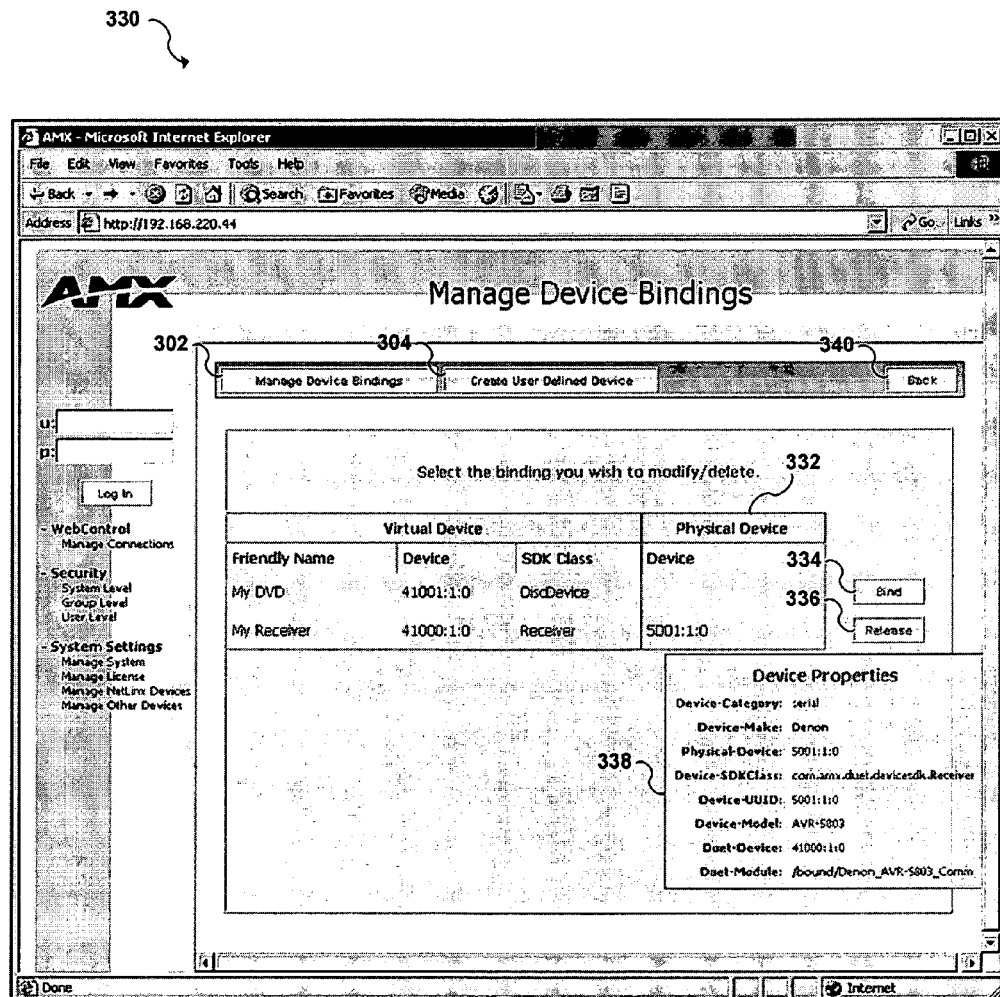 330
AMX - Microsoft Internet Explorer
File Edit View Favorites Tools Help
Back Search Favorites Media
Address http://192.168.220.44 Go Links »
AMX
Manage Device Bindings
302 304 340
Manage Device Bindings Create User Defined Device Back
u:
p:
Log In
- WebControl
Manage Connections
- Security
System Level
Group Level
User Level
- System Settings
Manage System
Manage License
Manage NetLinx Devices
Manage Other Devices
Select the binding you wish to modify/delete.
332
Virtual Device Physical Device
Friendly Name Device SDK Class Device
334
My DVD 41001:1:0 DiscDevice Bind
336
My Receiver 41000:1:0 Receiver 5001:1:0 Release
Device Properties
Device-Category: serial
Device-Make: Denon
Physical-Device: 5001:1:0
338
Device-SDKClass: com.amx.duet.devicesdk.Receiver
Device-UUID: 5001:1:0
Device-Model: AVR-5803
Duet-Device: 41000:1:0
Duet-Module: /bound/Denon_AVR-5803_Comm
Done Internet